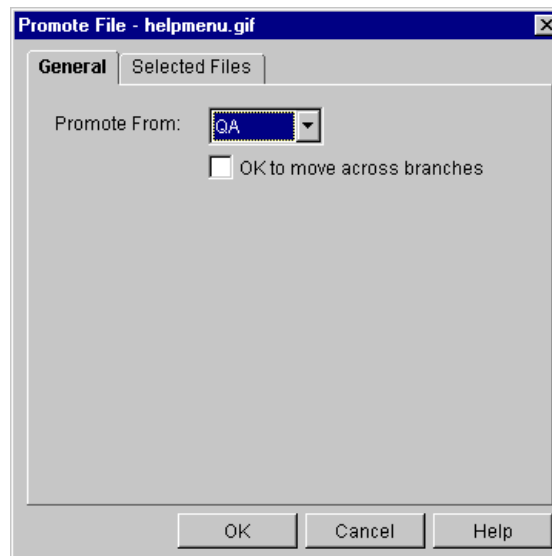 Promote File - helpmenu.gif
General Selected Files
Promote From: QA
OK to move across branches
OK Cancel Help